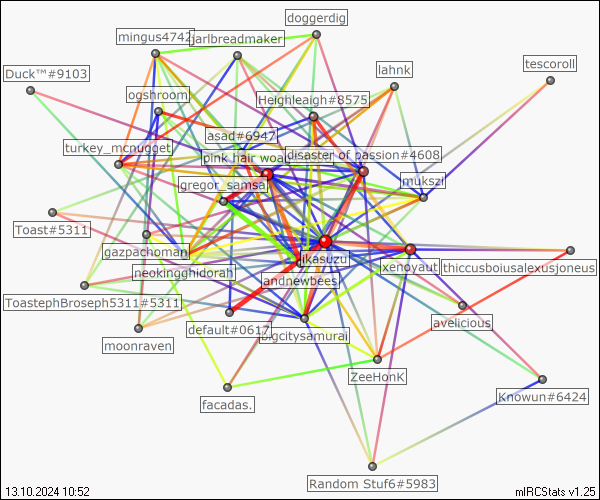 doggerdig
mingus4742
jarlbreadmaker
tescoroll
Duck™#9103
lahnk
ogshroom
Heighleaigh#8575
asad#6947
turkey_mcnugget
pink hair woag
disaster of passion#4608
gregor_samsa
mukszi
Toast#5311
gazpachoman
ikasuzu
xenoyaut
thiccusboiusalexusjoneus
neokingghidorah
andnewbees
ToastephBroseph5311#5311
default#0617
bigcitysamurai
avelicious
moonraven
ZeeHonK
facadas.
Knowun#6424
Random Stuf6#5983
13.10.2024 10:52
mIRCStats v1.25